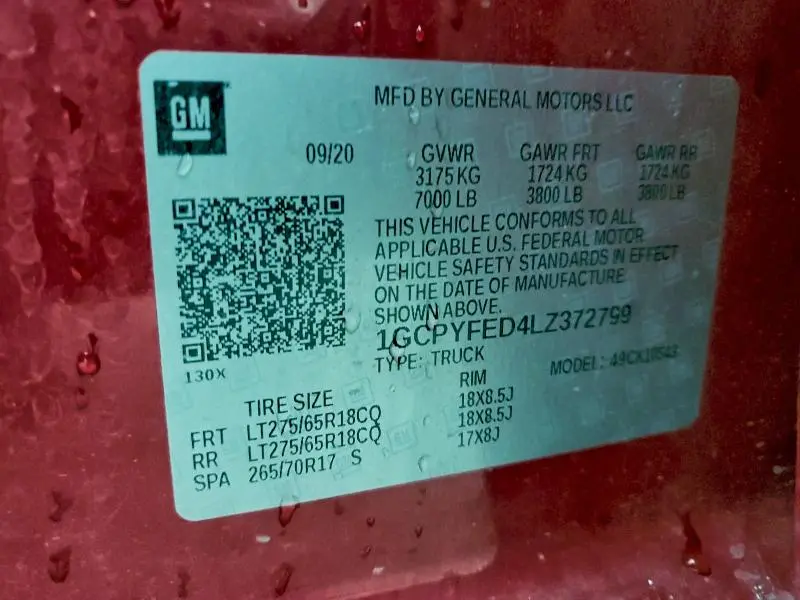 GM
MFD BY GENERAL MOTORS LLC
09/20 GVWR GAWR FRT GAWR RR
3175 KG 1724 KG 1724 KG
7000 LB 3800 LB 3800 LB
THIS VEHICLE CONFORMS TO ALL
APPLICABLE U.S. FEDERAL MOTOR
VEHICLE SAFETY STANDARDS IN EFFECT
ON THE DATE OF MANUFACTURE
SHOWN ABOVE.
1GCPYFED4LZ372799
TYPE: TRUCK MODEL:
130X
TIRE SIZE RIM
FRT LT275/65R18CQ 18X8.5J
RR LT275/65R18CQ 18X8.5J
SPA 265/70R17 S 17X8J